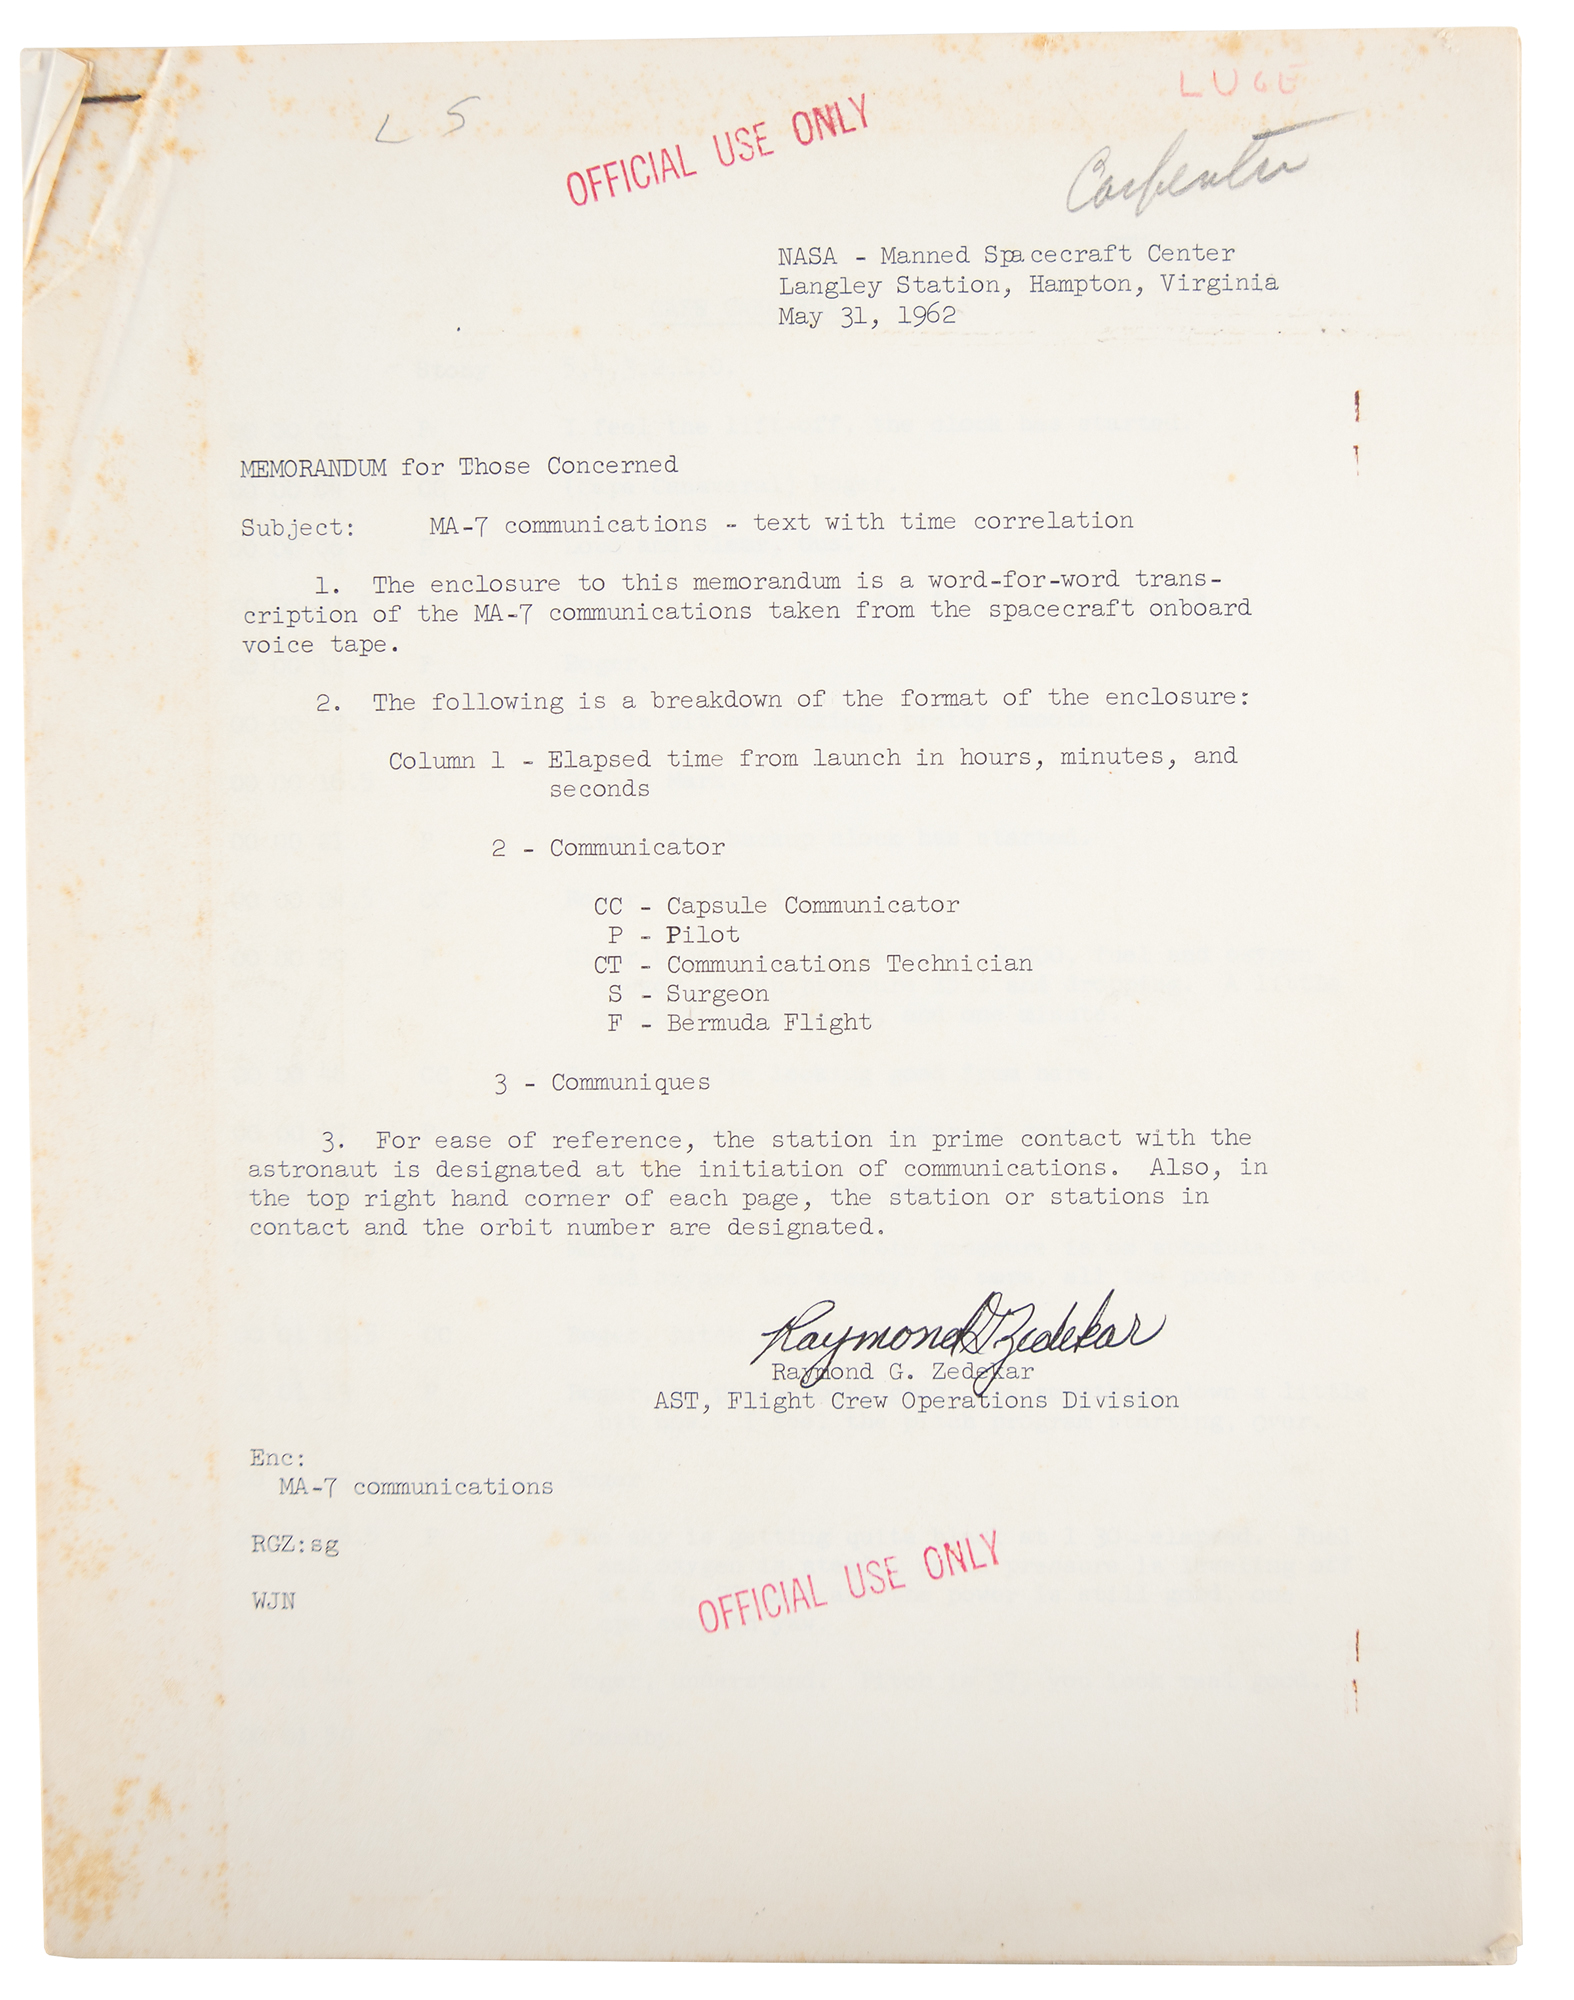 L S
OFFICIAL USE ONLY
LUGE
Carpenter
NASA - Manned Spacecraft Center
Langley Station, Hampton, Virginia
May 31, 1962
MEMORANDUM for Those Concerned
Subject: MA-7 communications - text with time correlation
1. The enclosure to this memorandum is a word-for-word trans-
cription of the MA-7 communications taken from the spacecraft onboard
voice tape.
2. The following is a breakdown of the format of the enclosure:
Column 1 - Elapsed time from launch in hours, minutes, and
seconds
2 - Communicator
CC - Capsule Communicator
P - Pilot
CT - Communications Technician
S - Surgeon
F - Bermuda Flight
3 - Communiques
3. For ease of reference, the station in prime contact with the
astronaut is designated at the initiation of communications. Also, in
the top right hand corner of each page, the station or stations in
contact and the orbit number are designated.
Raymond G Zedekar
Raymond G. Zedekar
AST, Flight Crew Operations Division
Enc:
MA-7 communications
RGZ:sg
WJN
OFFICIAL USE ONLY